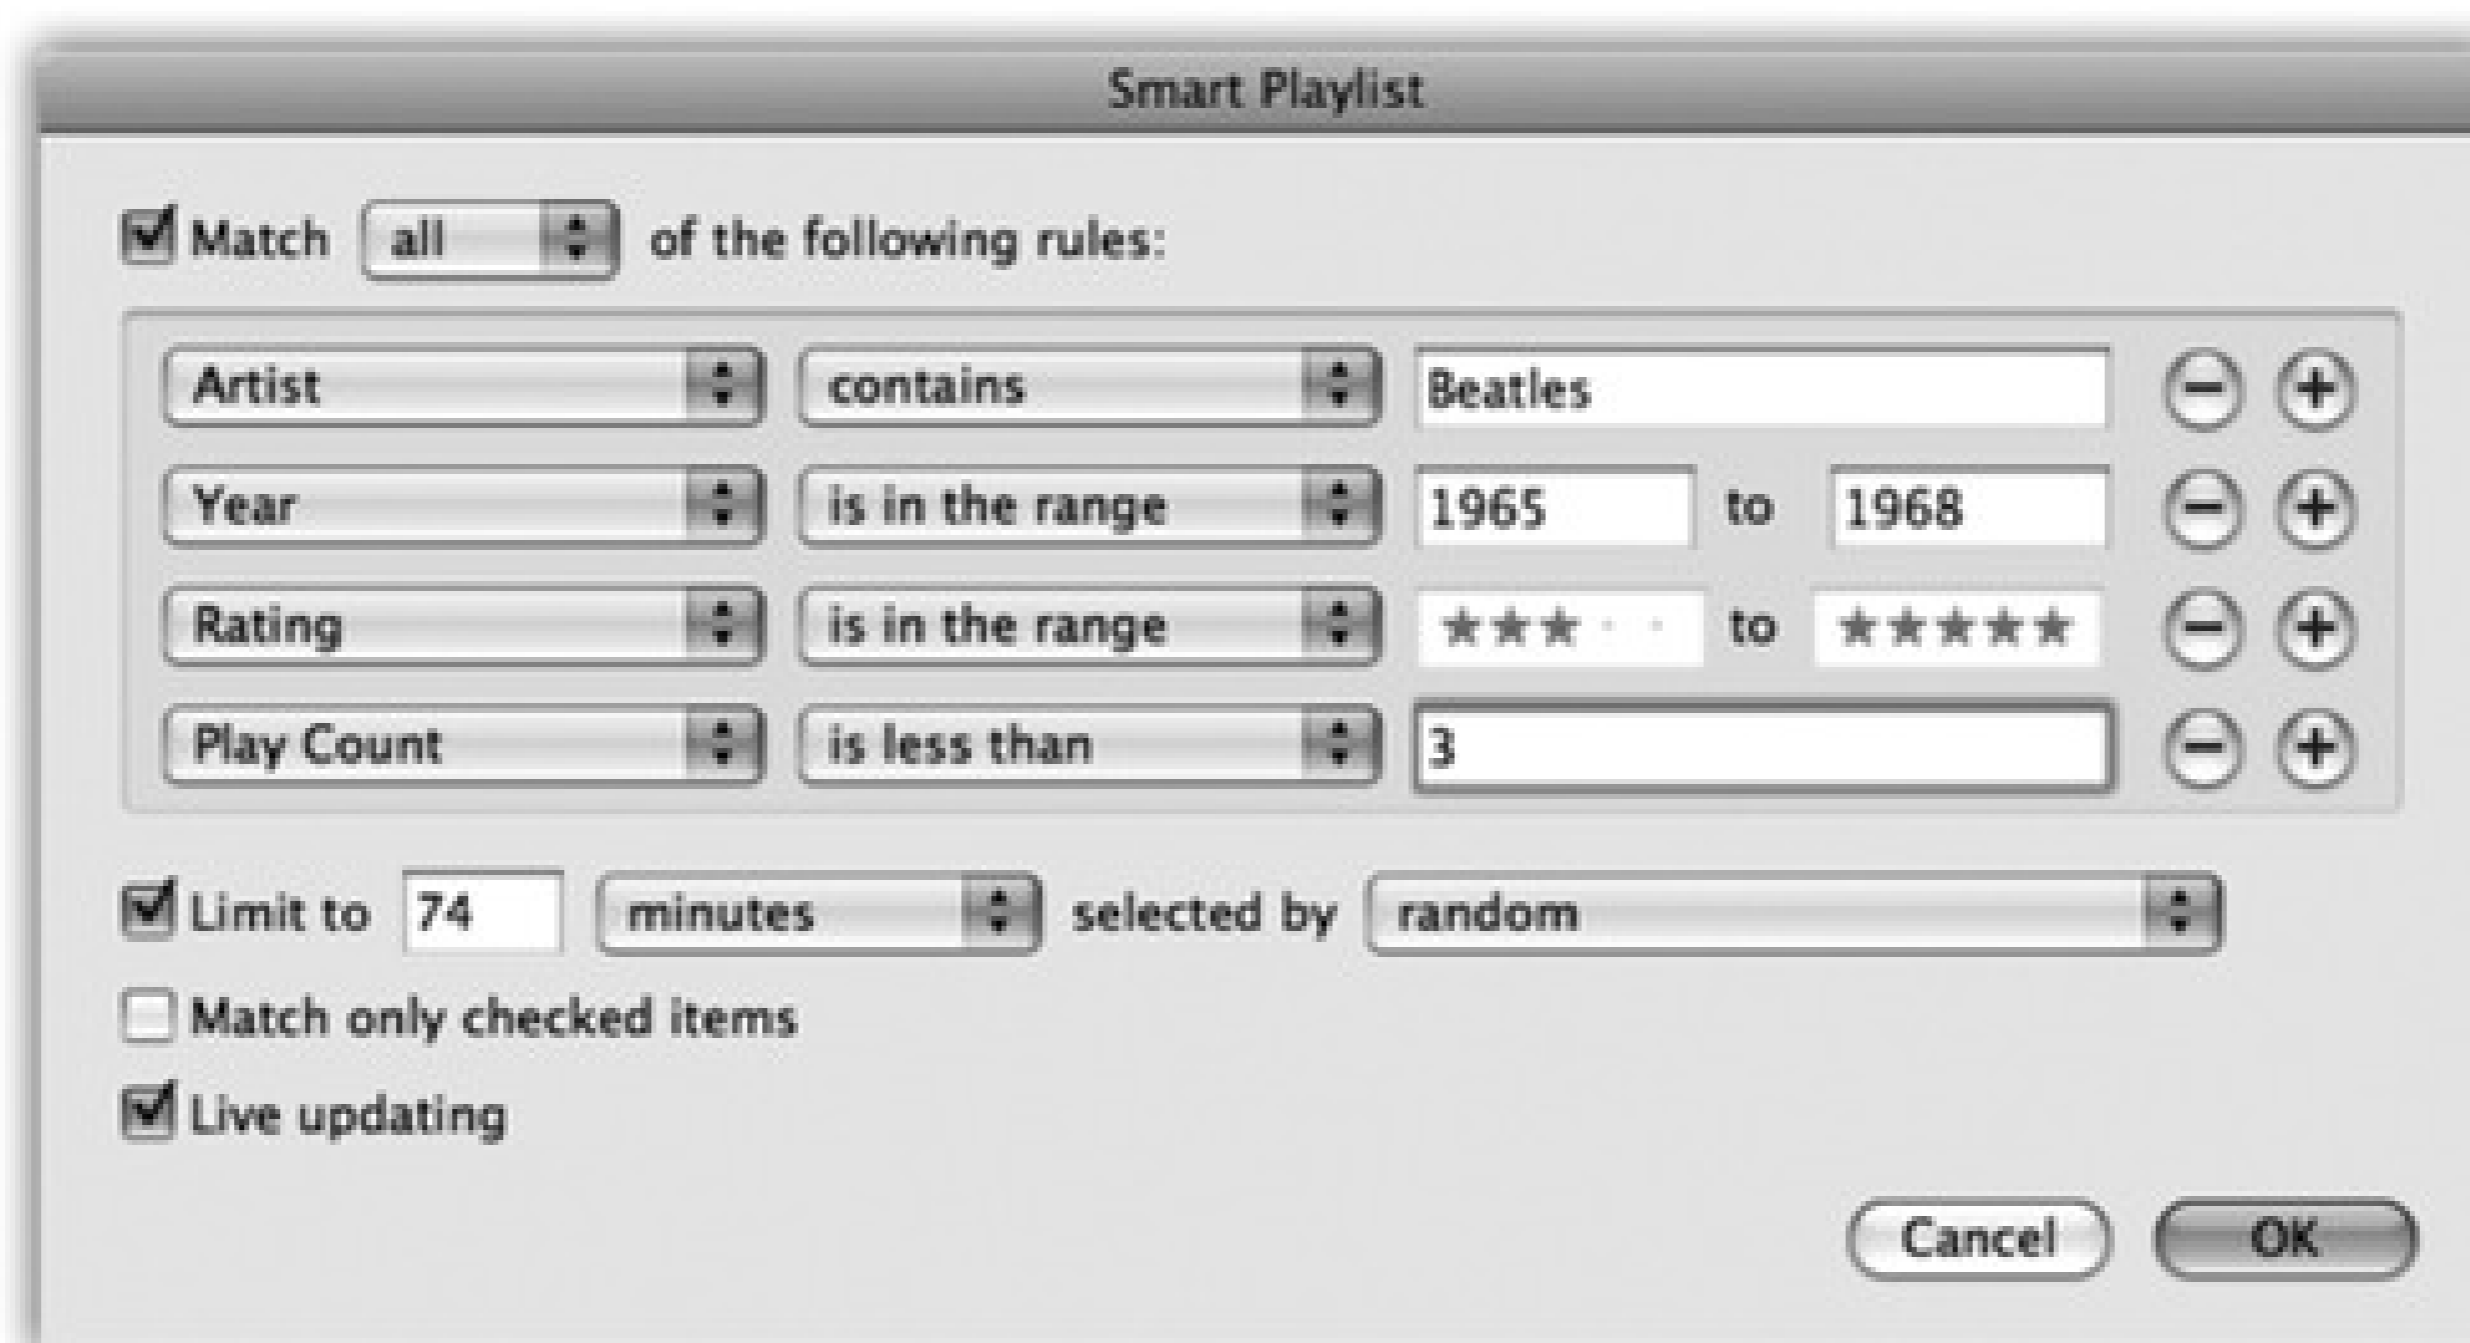 Smart Playlist
Match all of the following rules:
Artist contains Beatles
Year is in the range 1965 to 1968
Rating is in the range ★★★·· to ★★★★★
Play Count is less than 3
Limit to 74 minutes selected by random
Match only checked items
Live updating
Cancel OK